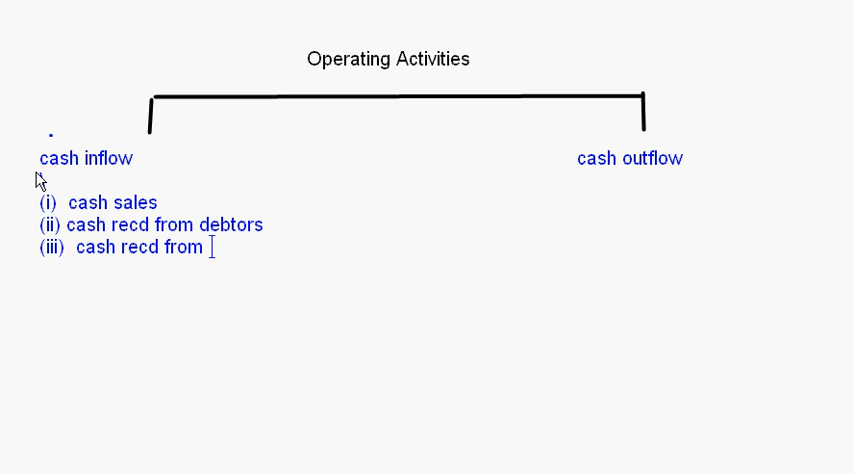 Operating Activities
cash inflow
cash outflow
(i) cash sales
(ii) cash recd from debtors
(iii) cash recd from